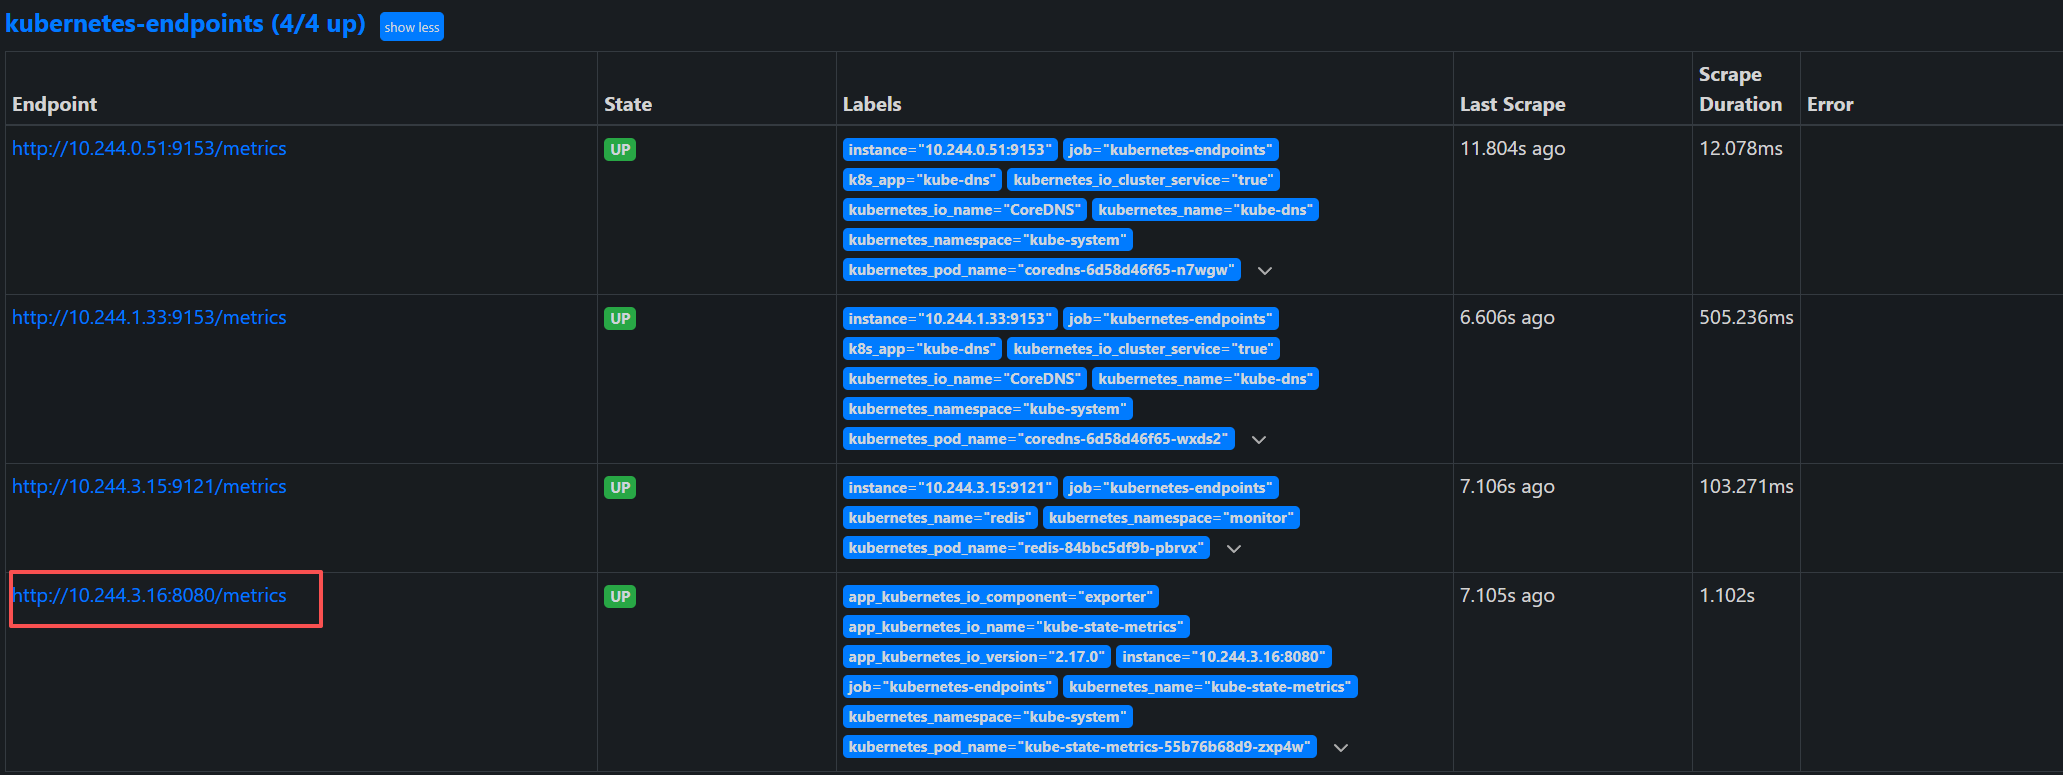 kubernetes-endpoints (4/4 up) show less
Endpoint State Labels Last Scrape Scrape Duration Error
http://10.244.0.51:9153/metrics UP instance="10.244.0.51:9153" job="kubernetes-endpoints" 11.804s ago 12.078ms
k8s_app="kube-dns" kubernetes_io_cluster_service="true"
kubernetes_io_name="CoreDNS" kubernetes_name="kube-dns"
kubernetes_namespace="kube-system"
kubernetes_pod_name="coredns-6d58d46f65-n7wgw"
http://10.244.1.33:9153/metrics UP instance="10.244.1.33:9153" job="kubernetes-endpoints" 6.606s ago 505.236ms
k8s_app="kube-dns" kubernetes_io_cluster_service="true"
kubernetes_io_name="CoreDNS" kubernetes_name="kube-dns"
kubernetes_namespace="kube-system"
kubernetes_pod_name="coredns-6d58d46f65-wxds2"
http://10.244.3.15:9121/metrics UP instance="10.244.3.15:9121" job="kubernetes-endpoints" 7.106s ago 103.271ms
kubernetes_name="redis" kubernetes_namespace="monitor"
kubernetes_pod_name="redis-84bbc5df9b-pbrvx"
http://10.244.3.16:8080/metrics UP app_kubernetes_io_component="exporter" 7.105s ago 1.102s
app_kubernetes_io_name="kube-state-metrics"
app_kubernetes_io_version="2.17.0" instance="10.244.3.16:8080"
job="kubernetes-endpoints" kubernetes_name="kube-state-metrics"
kubernetes_namespace="kube-system"
kubernetes_pod_name="kube-state-metrics-55b76b68d9-zxp4w"